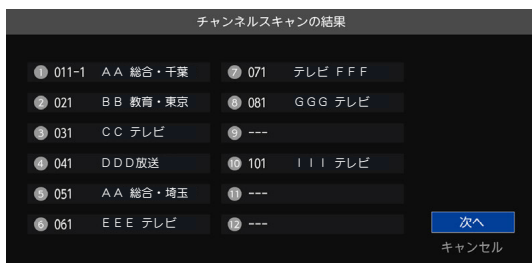 チャンネルスキャンの結果
① 011-1 ＡＡ 総合・千葉
② 021 ＢＢ 教育・東京
③ 031 ＣＣ テレビ
④ 041 ＤＤＤ放送
⑤ 051 ＡＡ 総合・埼玉
⑥ 061 ＥＥＥ テレビ
⑦ 071 テレビ ＦＦＦ
⑧ 081 ＧＧＧ テレビ
⑨ ---
⑩ 101 ＩＩＩ テレビ
⑪ ---
⑫ ---
次へ
キャンセル